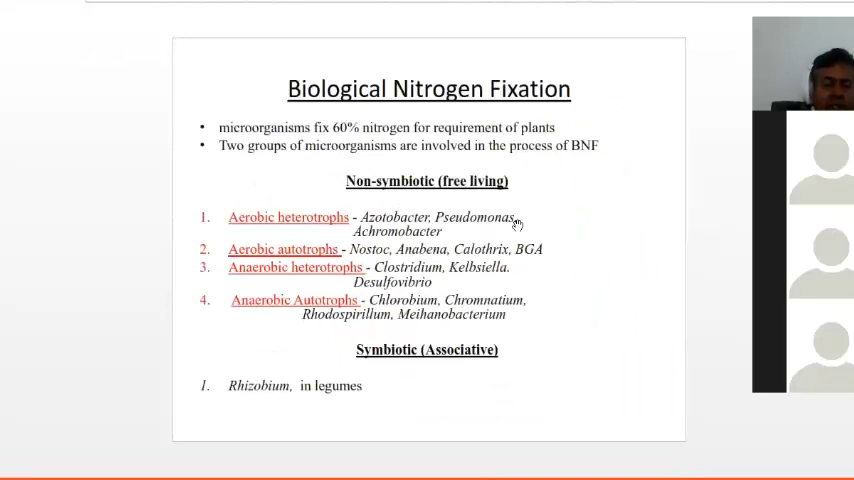 Biological Nitrogen Fixation
• microorganisms fix 60% nitrogen for requirement of plants
• Two groups of microorganisms are involved in the process of BNF
Non-symbiotic (free living)
1. Aerobic heterotrophs - Azotobacter, Pseudomonas,
Achromobacter
2. Aerobic autotrophs - Nostoc, Anabena, Calothrix, BGA
3. Anaerobic heterotrophs - Clostridium, Kelbsiella.
Desulfovibrio
4. Anaerobic Autotrophs - Chlorobium, Chromnatium,
Rhodospirillum, Meihanobacterium
Symbiotic (Associative)
1. Rhizobium, in legumes